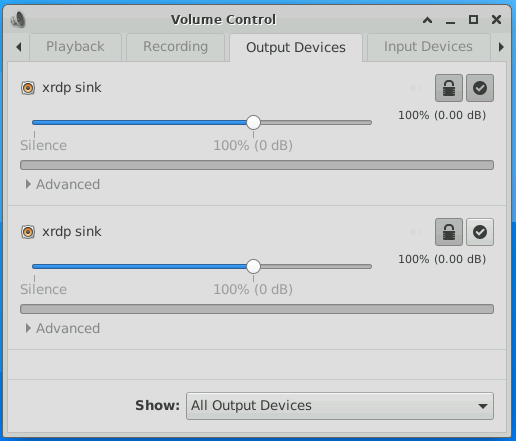 Volume Control
Playback Recording Output Devices Input Devices
xrdp sink
100% (0.00 dB)
Silence 100% (0 dB)
Advanced
xrdp sink
100% (0.00 dB)
Silence 100% (0 dB)
Advanced
Show: All Output Devices